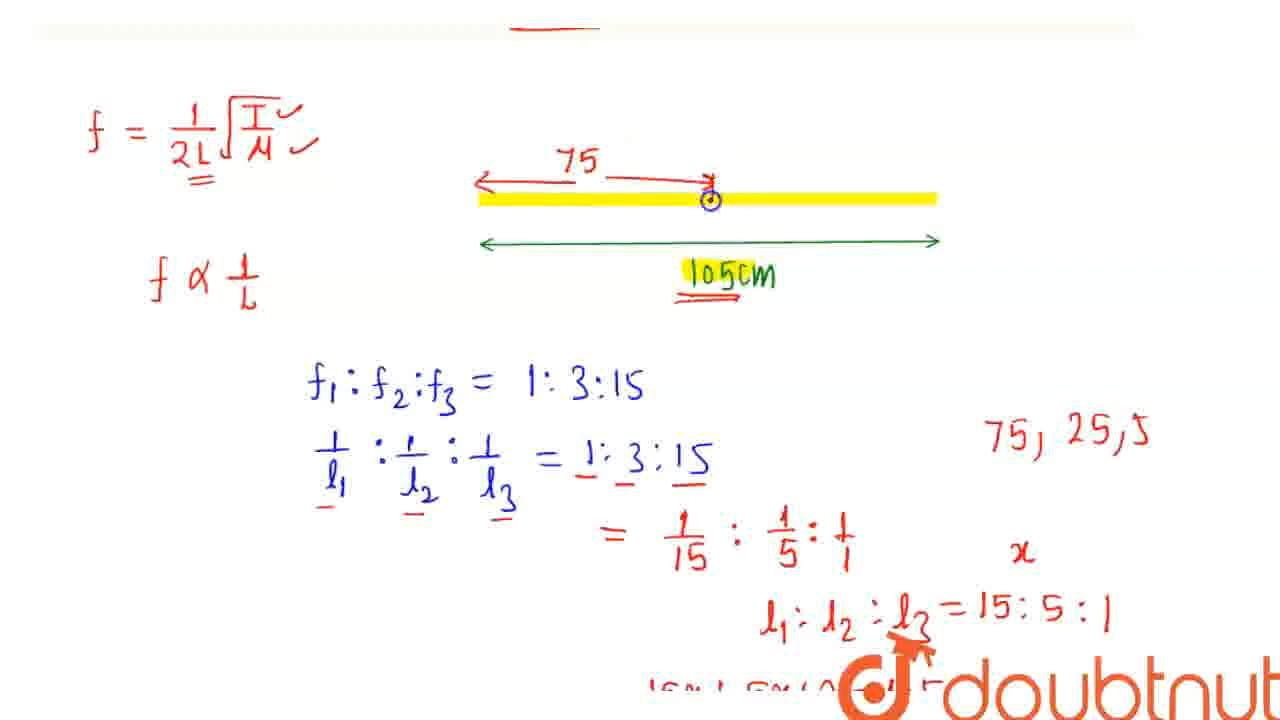 f = 1/2L √T/μ
75
105cm
f ∝ 1/L
f₁ : f₂ : f₃ = 1 : 3 : 15
1/l₁ : 1/l₂ : 1/l₃ = 1 : 3 : 15
75, 25, 5
= 1/15 : 1/5 : 1/1
x
l₁ : l₂ : l₃ = 15 : 5 : 1
doubtnut